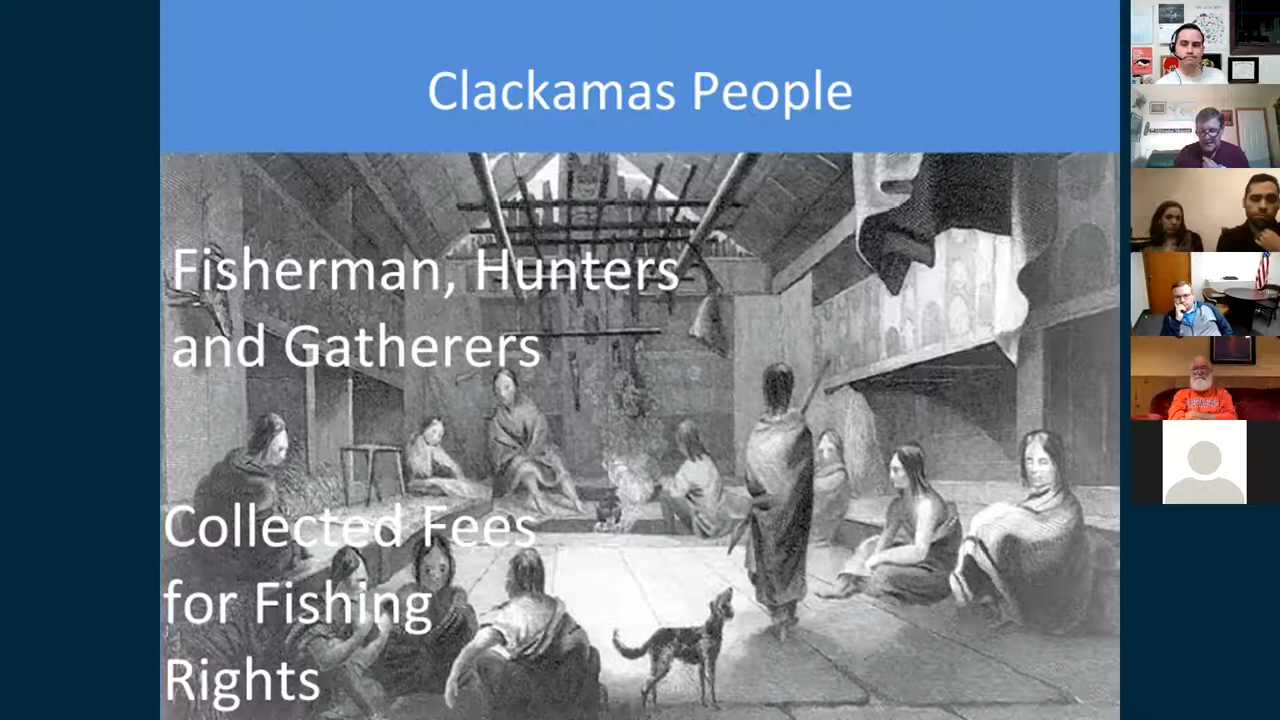 Clackamas People
Fisherman, Hunters
and Gatherers
Collected Fees
for Fishing
Rights